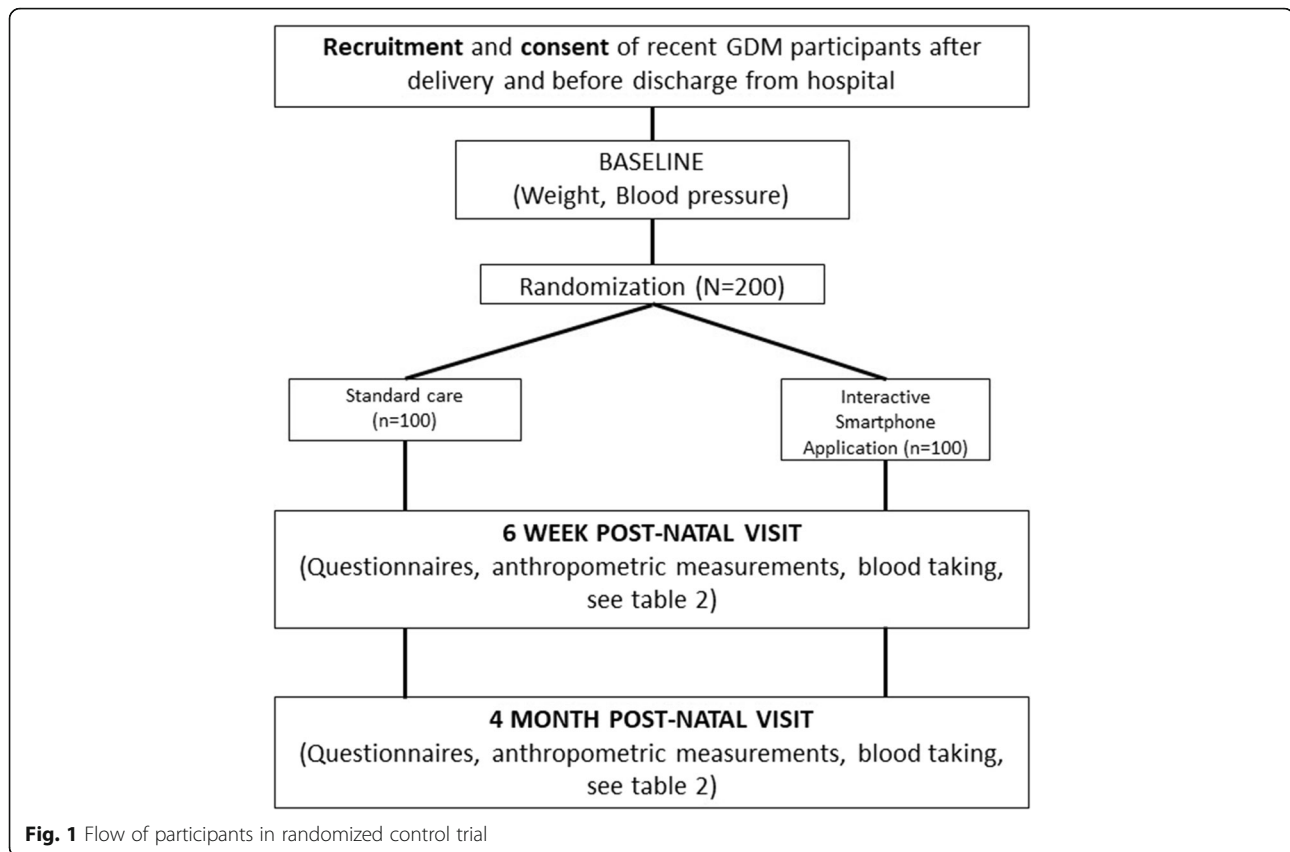 Recruitment and consent of recent GDM participants after
delivery and before discharge from hospital
BASELINE
(Weight, Blood pressure)
Randomization (N=200)
Standard care
(n=100)
Interactive
Smartphone
Application (n=100)
6 WEEK POST-NATAL VISIT
(Questionnaires, anthropometric measurements, blood taking,
see table 2)
4 MONTH POST-NATAL VISIT
(Questionnaires, anthropometric measurements, blood taking,
see table 2)
Fig. 1 Flow of participants in randomized control trial